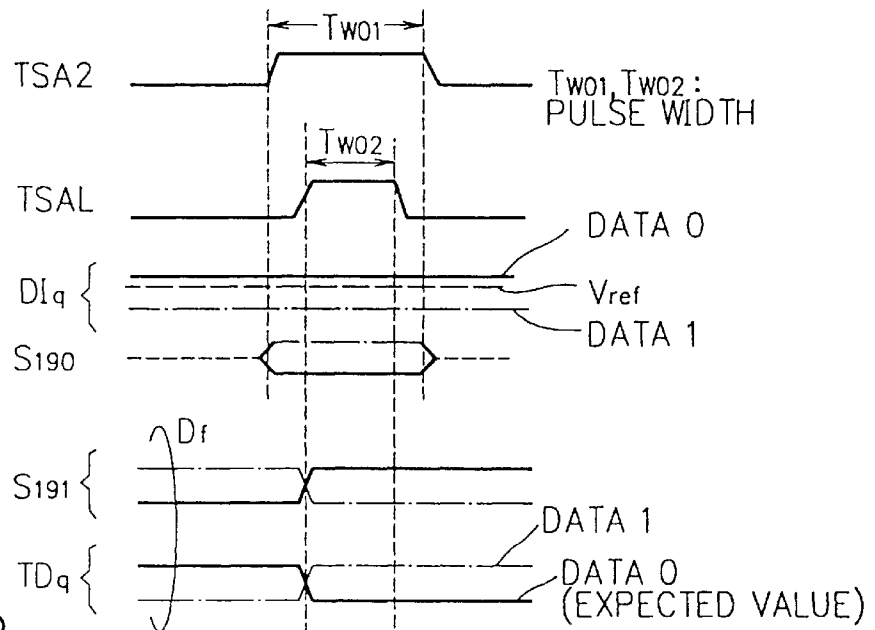 TW01
TSA2
TW01, TW02 :
PULSE WIDTH
TW02
TSAL
DATA 0
DIq
Vref
DATA 1
S190
Df
S191
DATA 1
TDq
DATA 0
(EXPECTED VALUE)